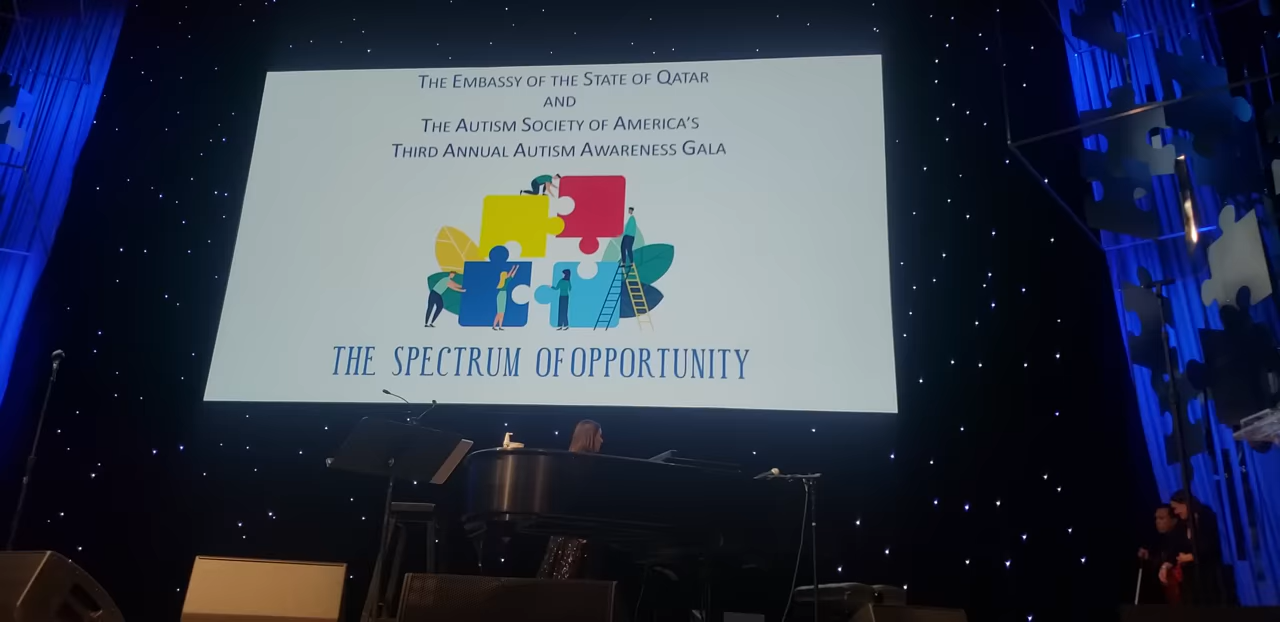 The Embassy of the State of Qatar
and
The Autism Society of America's
Third Annual Autism Awareness Gala
THE SPECTRUM OF OPPORTUNITY